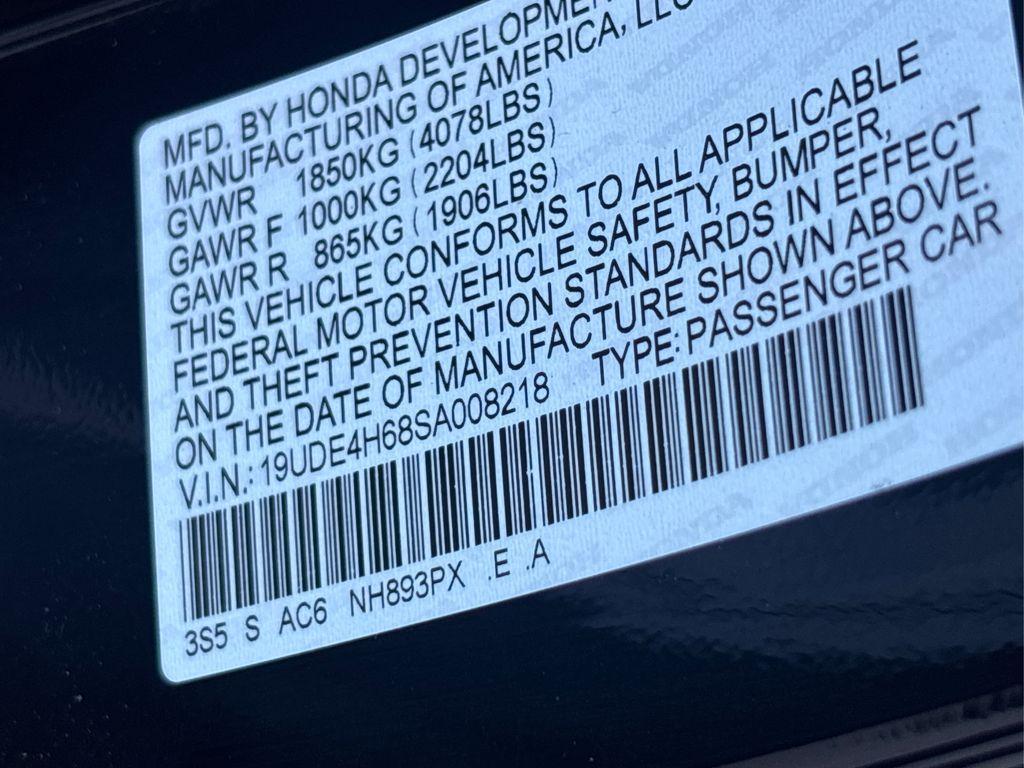 MFD. BY HONDA DEVELOPMEN
MANUFACTURING OF AMERICA, LLC
GVWR 1850KG (4078LBS)
GAWR F 1000KG (2204LBS)
GAWR R 865KG (1906LBS)
THIS VEHICLE CONFORMS TO ALL APPLICABLE
FEDERAL MOTOR VEHICLE SAFETY, BUMPER,
AND THEFT PREVENTION STANDARDS IN EFFECT
ON THE DATE OF MANUFACTURE SHOWN ABOVE.
V.I.N.: 19UDE4H68SA008218 TYPE: PASSENGER CAR
3S5 S AC6 NH893PX .E .A